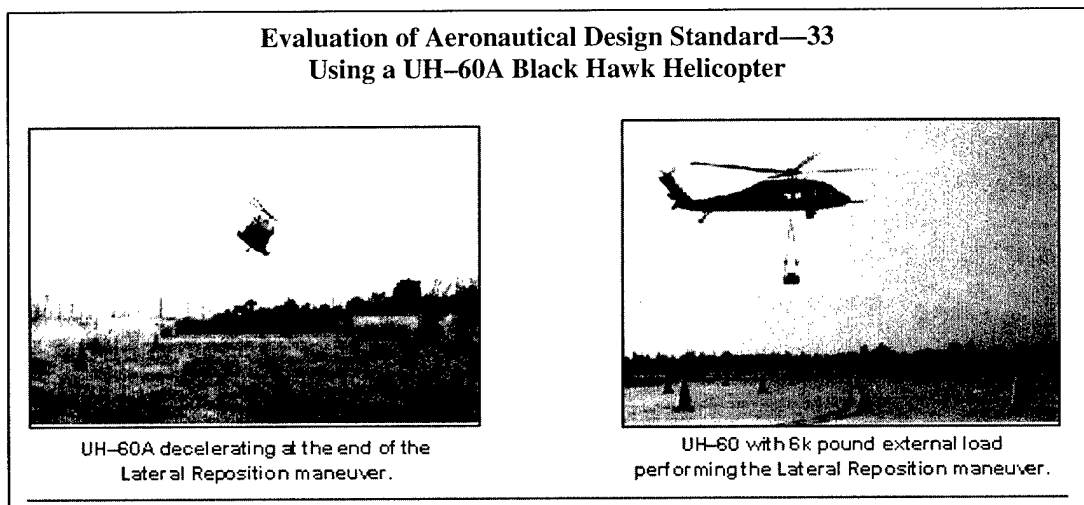 Evaluation of Aeronautical Design Standard—33
Using a UH–60A Black Hawk Helicopter
UH–60A decelerating at the end of the
Lateral Reposition maneuver.
UH–60 with 6k pound external load
performing the Lateral Reposition maneuver.